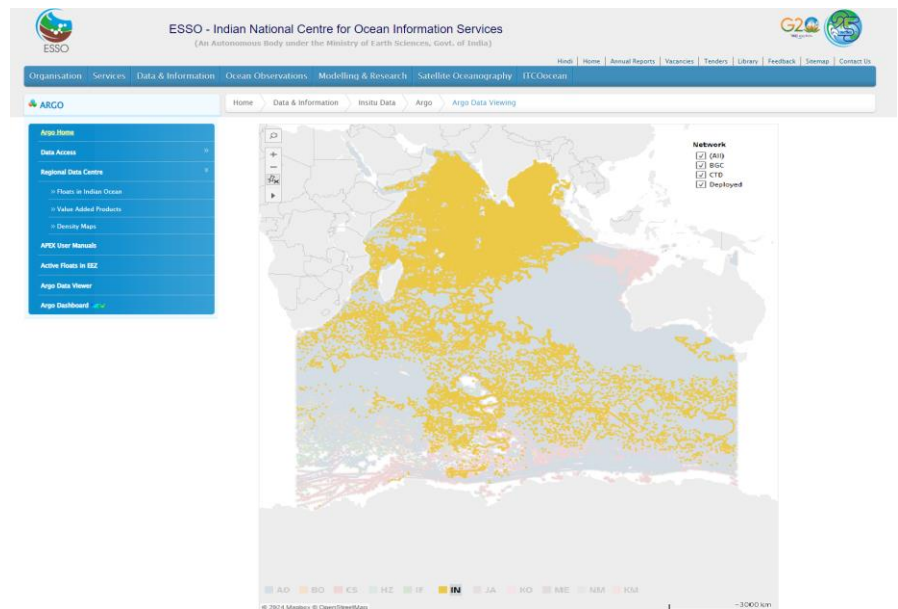 ESSO
ESSO - Indian National Centre for Ocean Information Services
(An Autonomous Body under the Ministry of Earth Sciences, Govt. of India)
G20
Hindi | Home | Annual Reports | Vacancies | Tenders | Library | Feedback | Sitemap | Contact Us
Organisation Services Data & Information Ocean Observations Modelling & Research Satellite Oceanography ITCOocean
ARGO
Home Data & Information Insitu Data Argo Argo Data Viewing
Argo Home
Data Access
Regional Data Centre
» Floats in Indian Ocean
» Value Added Products
» Density Maps
APEX User Manuals
Active Floats in EEZ
Argo Data Viewer
Argo Dashboard
Network
(All)
BGC
CTD
Deployed
AO BO CS HZ IF IN JA KO ME NM KM
© 2024 Mapbox © OpenStreetMap
~3000 km